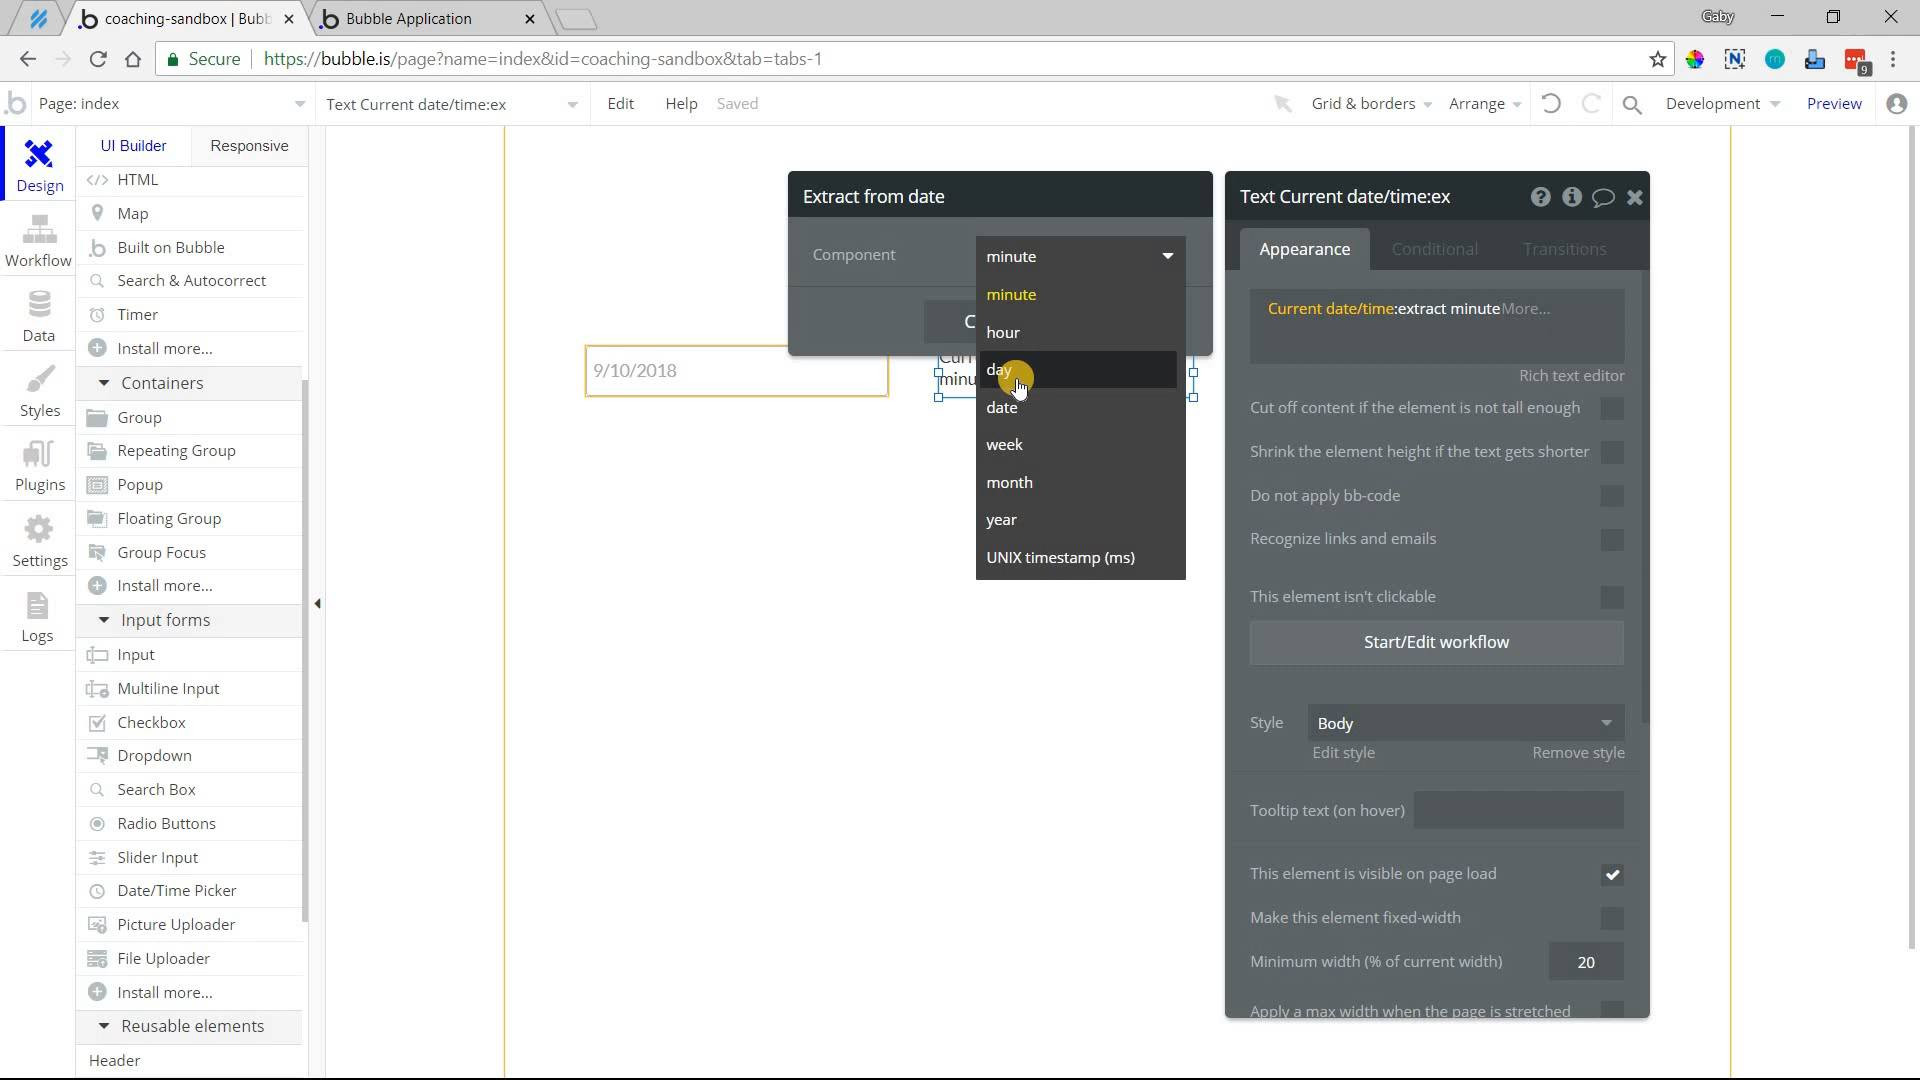 coaching-sandbox | Bubb
Bubble Application
Gaby
Secure
https://bubble.is/page?name=index&id=coaching-sandbox&tab=tabs-1
9
Page: index
Text Current date/time:ex
Edit
Help
Saved
Grid & borders
Arrange
Development
Preview
Design
Workflow
Data
Styles
Plugins
Settings
Logs
UI Builder
Responsive
HTML
Map
Built on Bubble
Search & Autocorrect
Timer
Install more...
Containers
Group
Repeating Group
Popup
Floating Group
Group Focus
Install more...
Input forms
Input
Multiline Input
Checkbox
Dropdown
Search Box
Radio Buttons
Slider Input
Date/Time Picker
Picture Uploader
File Uploader
Install more...
Reusable elements
Header
9/10/2018
Curr
minu
Extract from date
Component
minute
minute
hour
day
date
week
month
year
UNIX timestamp (ms)
C
Text Current date/time:ex
Appearance
Conditional
Transitions
Current date/time:extract minuteMore...
Rich text editor
Cut off content if the element is not tall enough
Shrink the element height if the text gets shorter
Do not apply bb-code
Recognize links and emails
This element isn't clickable
Start/Edit workflow
Style
Body
Edit style
Remove style
Tooltip text (on hover)
This element is visible on page load
Make this element fixed-width
Minimum width (% of current width)
20
Apply a max width when the page is stretched